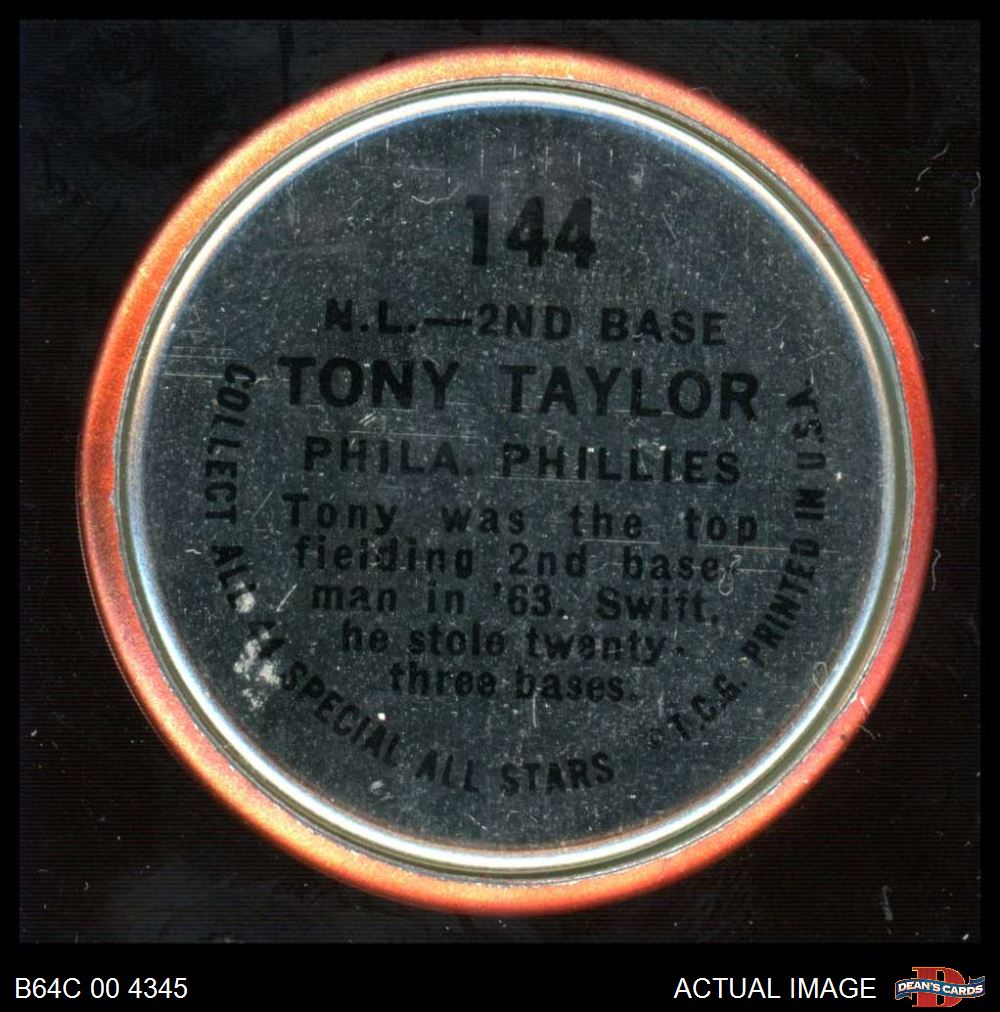 144
N.L.—2ND BASE
TONY TAYLOR
PHILA. PHILLIES
Tony was the top
fielding 2nd base-
man in '63. Swift,
he stole twenty-
three bases.
COLLECT ALL 44 SPECIAL ALL STARS
© T.C.G. PRINTED IN U.S.A.
B64C 00 4345
ACTUAL IMAGE
D
DEAN'S CARDS